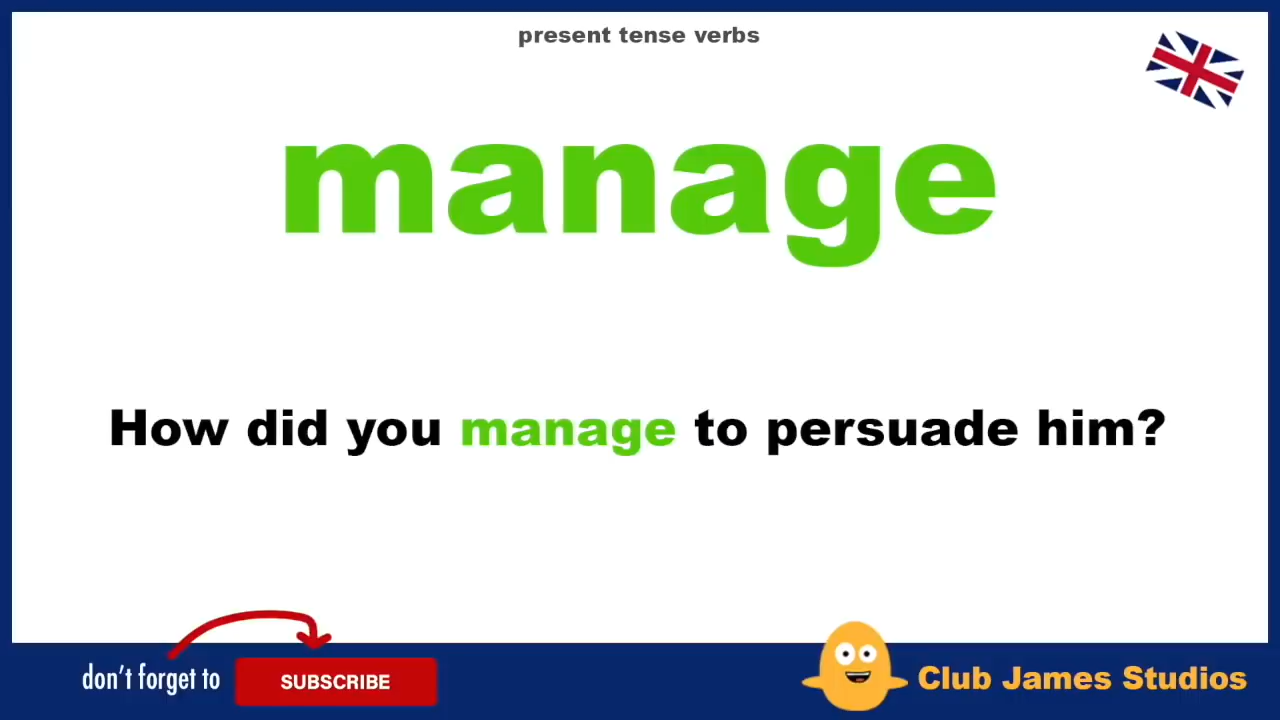 present tense verbs
manage
How did you manage to persuade him?
don't forget to
SUBSCRIBE
Club James Studios